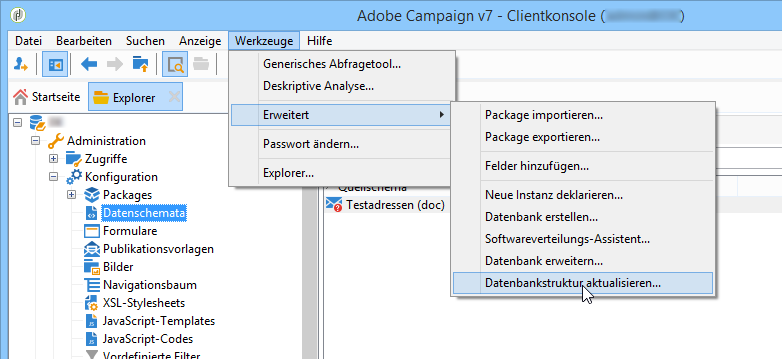 Adobe Campaign v7 - Clientkonsole (
Datei Bearbeiten Suchen Anzeige Werkzeuge Hilfe
Generisches Abfragetool...
Deskriptive Analyse...
Erweitert
Passwort ändern...
Explorer...
Package importieren...
Package exportieren...
Felder hinzufügen...
Neue Instanz deklarieren...
Datenbank erstellen...
Softwareverteilungs-Assistent...
Datenbank erweitern...
Datenbankstruktur aktualisieren...
Startseite Explorer
Administration
Zugriffe
Konfiguration
Packages
Datenschemata
Formulare
Publikationsvorlagen
Bilder
Navigationsbaum
XSL-Stylesheets
JavaScript-Templates
JavaScript-Codes
Vordefinierte Filter
Quellschema
Testadressen (doc)